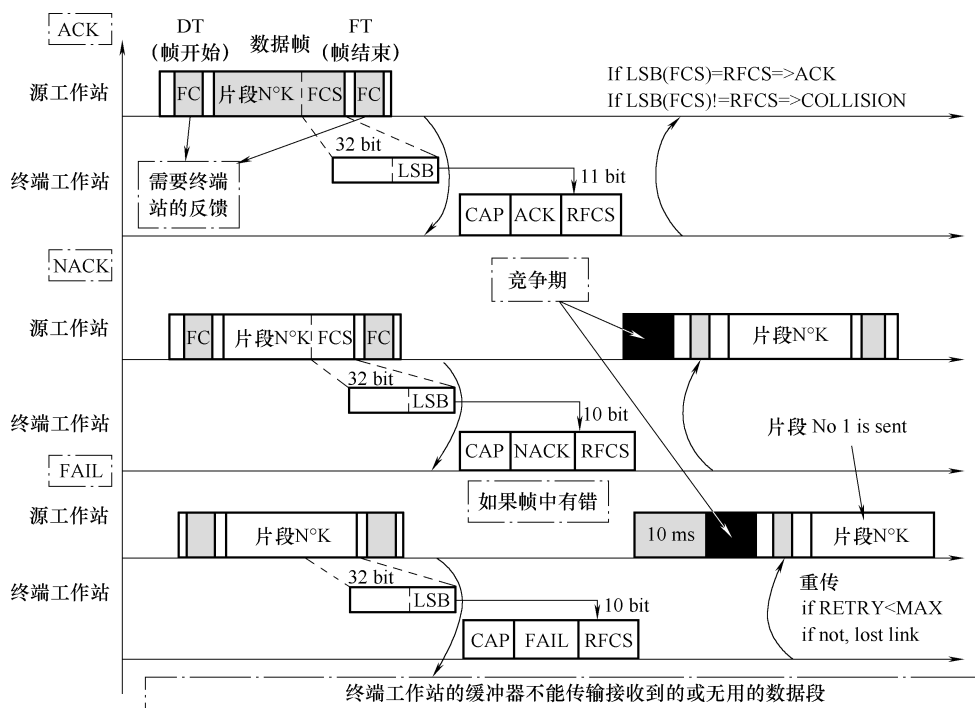 ACK
DT
(帧开始)
数据帧
FT
(帧结束)
源工作站
FC
片段N°K
FCS
FC
If LSB(FCS)=RFCS=>ACK
If LSB(FCS)!=RFCS=>COLLISION
32 bit
LSB
11 bit
终端工作站
需要终端
站的反馈
CAP
ACK
RFCS
NACK
竞争期
源工作站
FC
片段N°K
FCS
FC
片段N°K
32 bit
LSB
10 bit
终端工作站
CAP
NACK
RFCS
片段 No 1 is sent
FAIL
如果帧中有错
源工作站
片段N°K
10 ms
片段N°K
32 bit
LSB
10 bit
终端工作站
CAP
FAIL
RFCS
重传
if RETRY<MAX
if not, lost link
终端工作站的缓冲器不能传输接收到的或无用的数据段